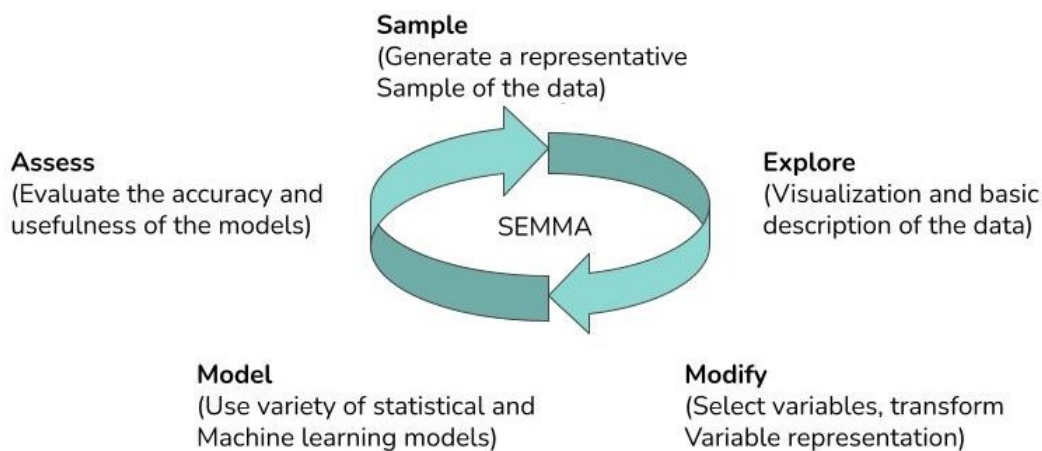 Sample
(Generate a representative
Sample of the data)
Assess
(Evaluate the accuracy and
usefulness of the models)
Explore
(Visualization and basic
description of the data)
SEMMA
Model
(Use variety of statistical and
Machine learning models)
Modify
(Select variables, transform
Variable representation)